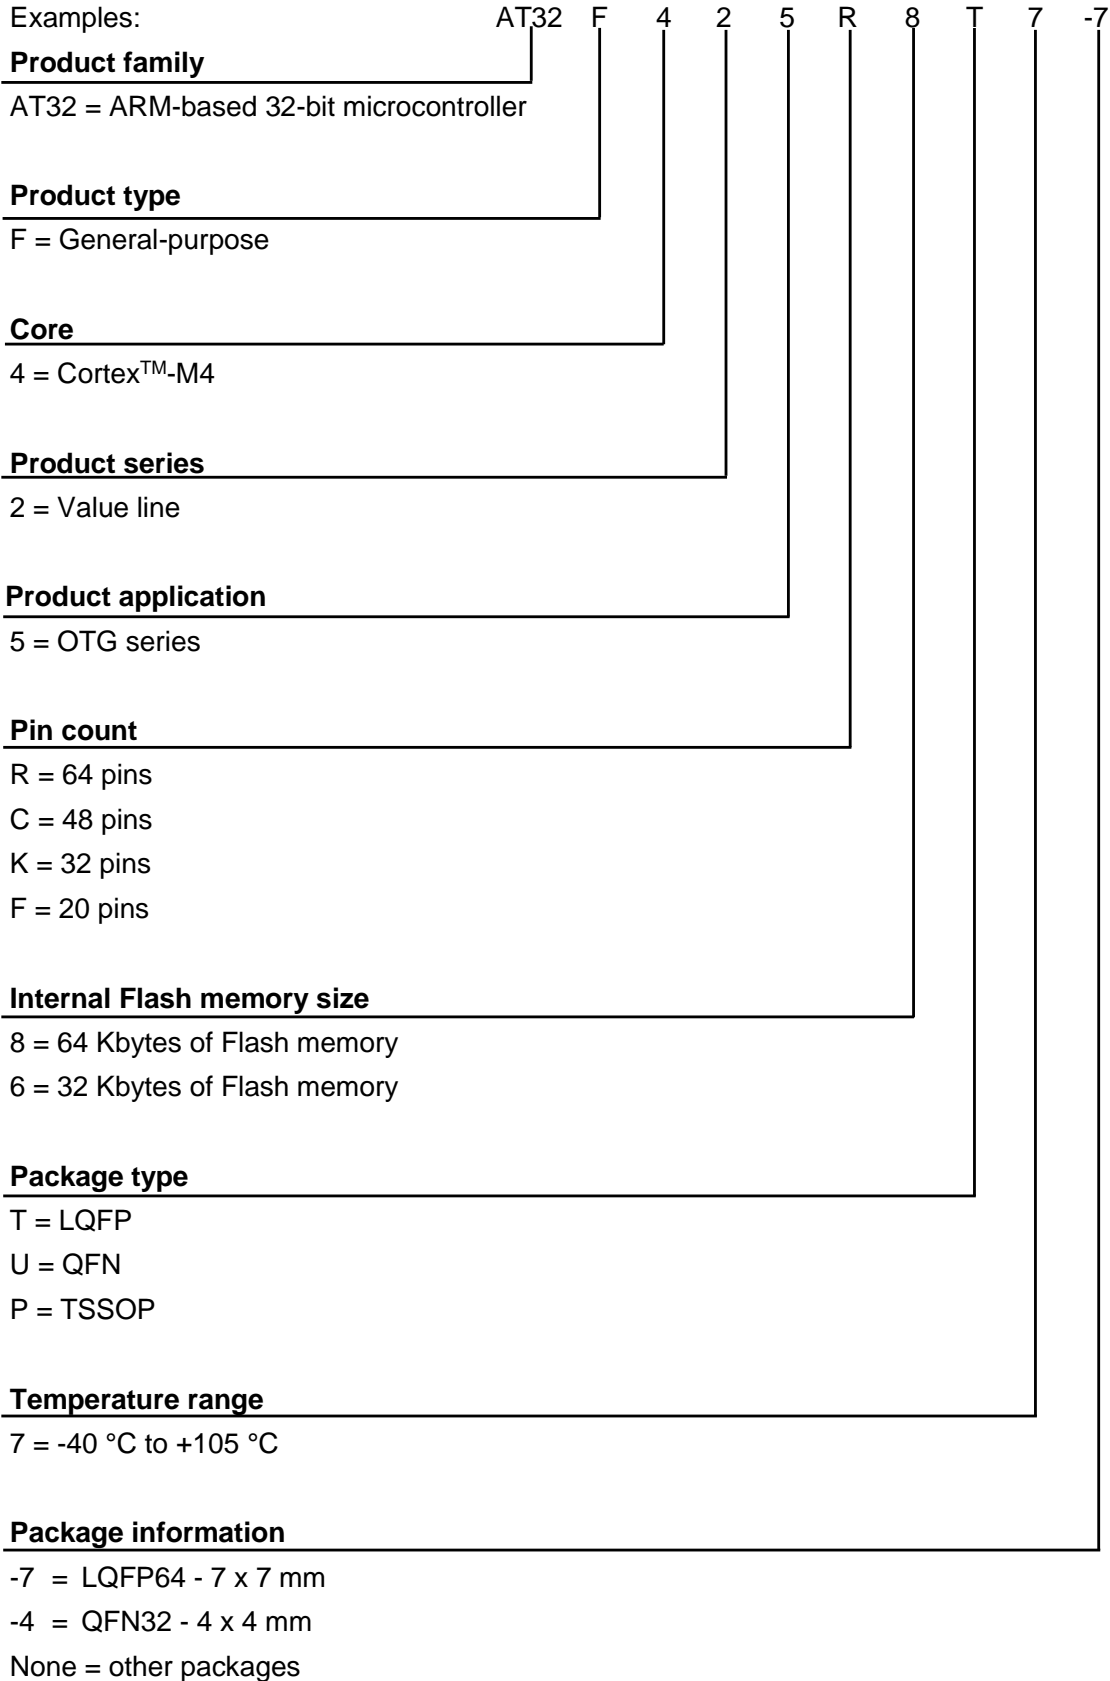 Examples: AT32 F 4 2 5 R 8 T 7 -7
Product family
AT32 = ARM-based 32-bit microcontroller
Product type
F = General-purpose
Core
4 = Cortex™-M4
Product series
2 = Value line
Product application
5 = OTG series
Pin count
R = 64 pins
C = 48 pins
K = 32 pins
F = 20 pins
Internal Flash memory size
8 = 64 Kbytes of Flash memory
6 = 32 Kbytes of Flash memory
Package type
T = LQFP
U = QFN
P = TSSOP
Temperature range
7 = -40 °C to +105 °C
Package information
-7 = LQFP64 - 7 x 7 mm
-4 = QFN32 - 4 x 4 mm
None = other packages